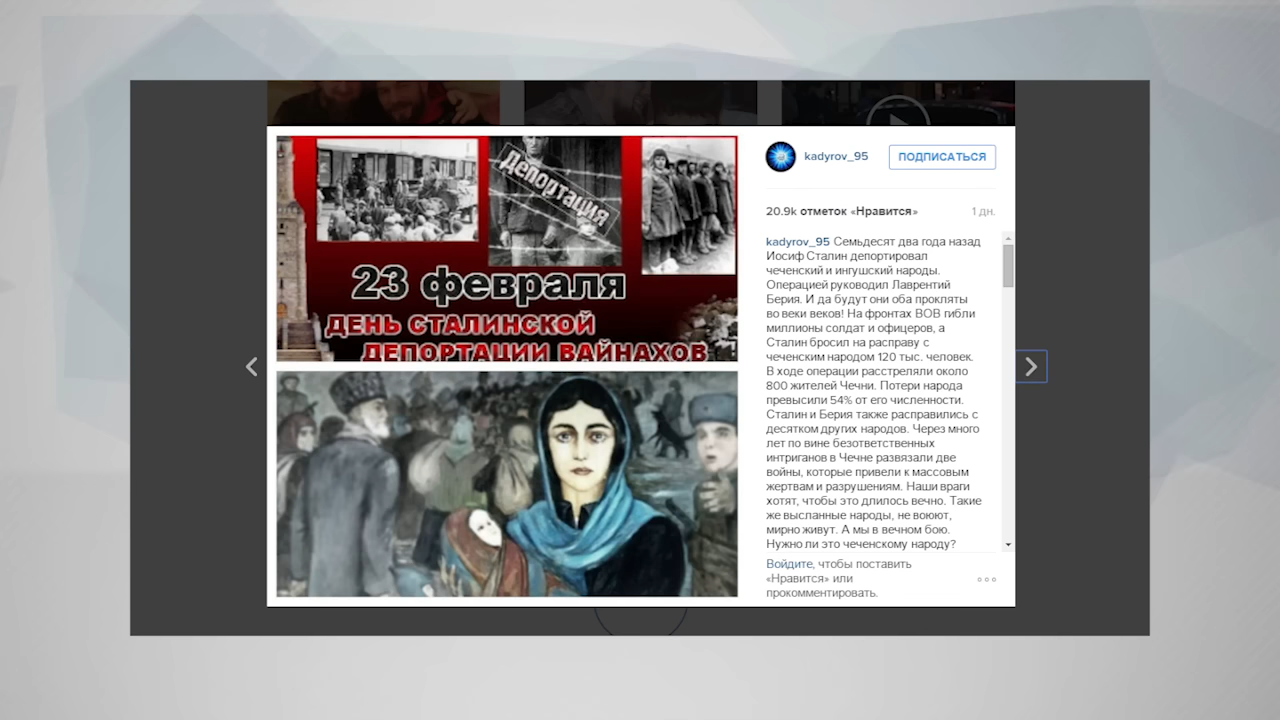 Депортация
23 февраля
ДЕНЬ СТАЛИНСКОЙ
ДЕПОРТАЦИИ ВАЙНАХОВ
kadyrov_95
ПОДПИСАТЬСЯ
20.9k отметок «Нравится»
1 дн.
kadyrov_95 Семьдесят два года назад
Иосиф Сталин депортировал
чеченский и ингушский народы.
Операцией руководил Лаврентий
Берия. И да будут они оба прокляты
во веки веков! На фронтах ВОВ гибли
миллионы солдат и офицеров, а
Сталин бросил на расправу с
чеченским народом 120 тыс. человек.
В ходе операции расстреляли около
800 жителей Чечни. Потери народа
превысили 54% от его численности.
Сталин и Берия также расправились с
десятком других народов. Через много
лет по вине безответственных
интриганов в Чечне развязали две
войны, которые привели к массовым
жертвам и разрушениям. Наши враги
хотят, чтобы это длилось вечно. Такие
же высланные народы, не воюют,
мирно живут. А мы в вечном бою.
Нужно ли это чеченскому народу?
Войдите, чтобы поставить
«Нравится» или
прокомментировать.